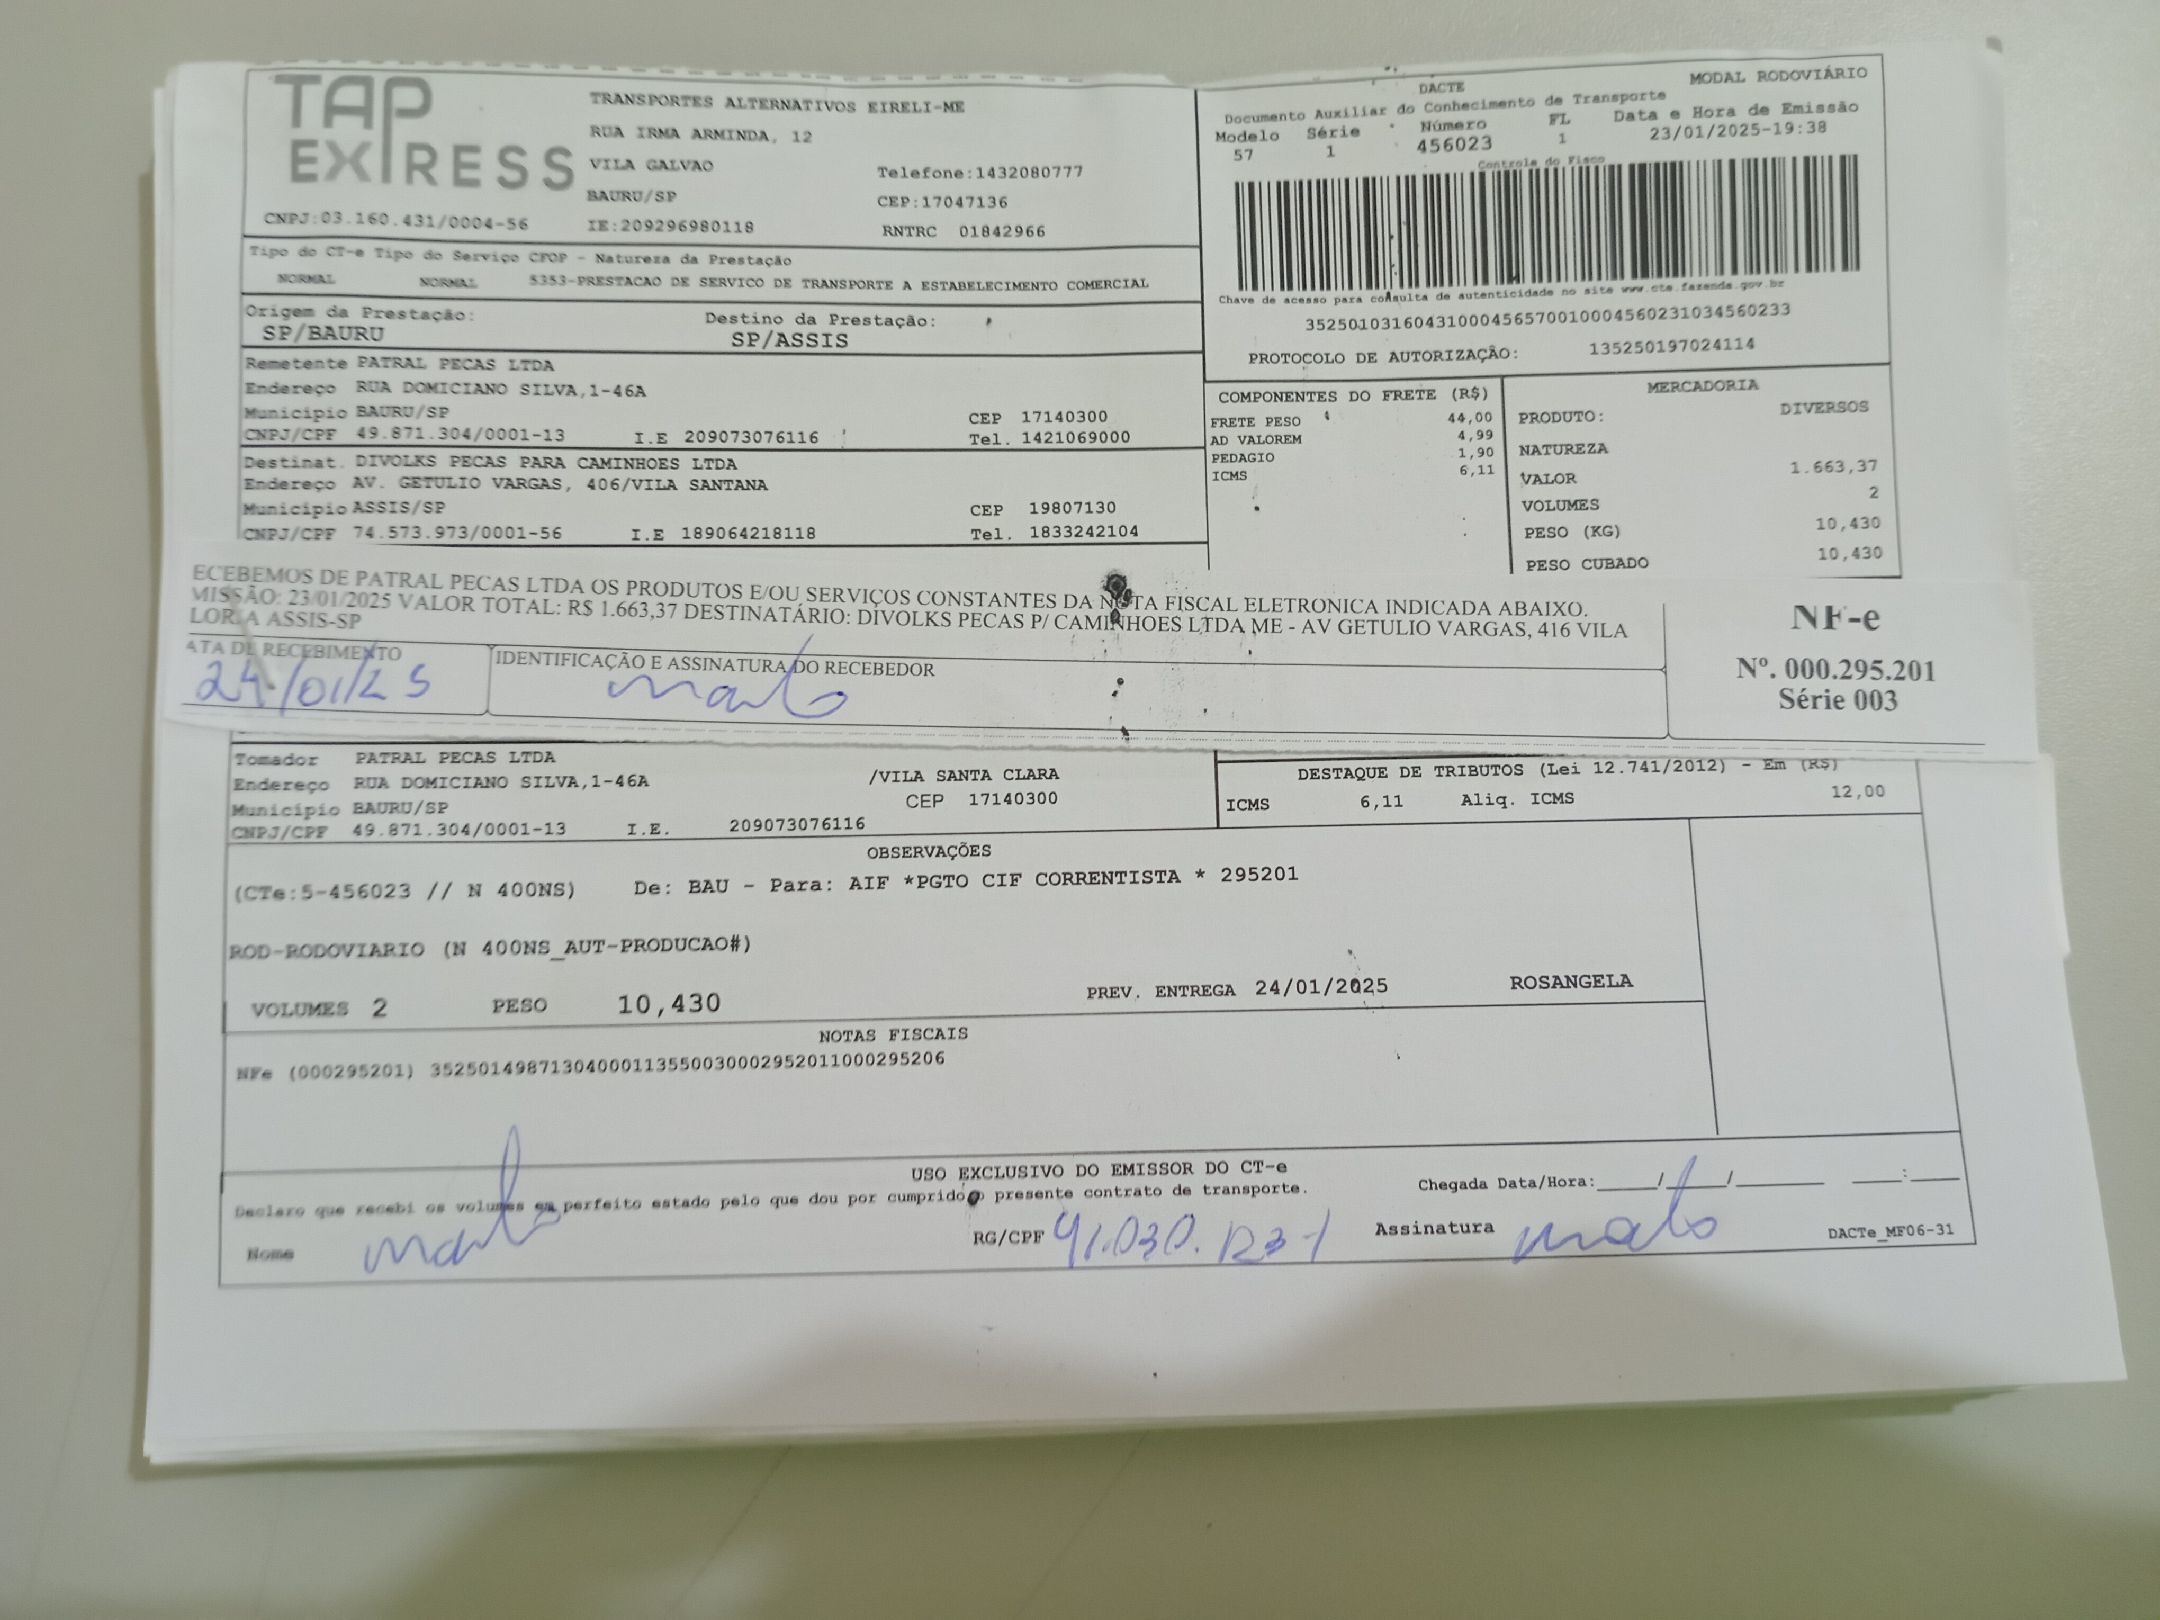 TAP EXPRESS
TRANSPORTES ALTERNATIVOS EIRELI-ME
RUA IRMA ARMINDA, 12
VILA GALVAO
Telefone:1432080777
BAURU/SP
CEP:17047136
CNPJ:03.160.431/0004-56
IE:209296980118
RNTRC 01842966
DACTE
MODAL RODOVIÁRIO
Documento Auxiliar do Conhecimento de Transporte
Modelo Série Número FL Data e Hora de Emissão
57 1 456023 1 23/01/2025-19:38
Controle do Fisco
Chave de acesso para consulta de autenticidade no site www.cte.fazenda.gov.br
35250103160431000456570010004560231034560233
PROTOCOLO DE AUTORIZAÇÃO: 135250197024114
Tipo do CT-e Tipo do Serviço CFOP - Natureza da Prestação
NORMAL NORMAL 5353-PRESTACAO DE SERVICO DE TRANSPORTE A ESTABELECIMENTO COMERCIAL
Origem da Prestação: Destino da Prestação:
SP/BAURU SP/ASSIS
Remetente PATRAL PECAS LTDA
Endereço RUA DOMICIANO SILVA,1-46A
Município BAURU/SP CEP 17140300
CNPJ/CPF 49.871.304/0001-13 I.E 209073076116 Tel. 1421069000
Destinat. DIVOLKS PECAS PARA CAMINHOES LTDA
Endereço AV. GETULIO VARGAS, 406/VILA SANTANA
Município ASSIS/SP CEP 19807130
CNPJ/CPF 74.573.973/0001-56 I.E 189064218118 Tel. 1833242104
COMPONENTES DO FRETE (R$)
FRETE PESO 44,00
AD VALOREM 4,99
PEDAGIO 1,90
ICMS 6,11
MERCADORIA
PRODUTO: DIVERSOS
NATUREZA
VALOR 1.663,37
VOLUMES 2
PESO (KG) 10,430
PESO CUBADO 10,430
ECEBEMOS DE PATRAL PECAS LTDA OS PRODUTOS E/OU SERVIÇOS CONSTANTES DA NOTA FISCAL ELETRONICA INDICADA ABAIXO.
MISSÃO: 23/01/2025 VALOR TOTAL: R$ 1.663,37 DESTINATÁRIO: DIVOLKS PECAS P/ CAMINHOES LTDA ME - AV GETULIO VARGAS, 416 VILA
LORIA ASSIS-SP
ATA DE RECEBIMENTO
24/01/25
IDENTIFICAÇÃO E ASSINATURA DO RECEBEDOR
NF-e
Nº. 000.295.201
Série 003
Tomador PATRAL PECAS LTDA
Endereço RUA DOMICIANO SILVA,1-46A /VILA SANTA CLARA
Município BAURU/SP CEP 17140300
CNPJ/CPF 49.871.304/0001-13 I.E. 209073076116
DESTAQUE DE TRIBUTOS (Lei 12.741/2012) - Em (R$)
ICMS 6,11 Aliq. ICMS 12,00
OBSERVAÇÕES
(CTe:5-456023 // N 400NS) De: BAU - Para: AIF *PGTO CIF CORRENTISTA * 295201
ROD-RODOVIARIO (N 400NS_AUT-PRODUCAO#)
VOLUMES 2 PESO 10,430 PREV. ENTREGA 24/01/2025 ROSANGELA
NOTAS FISCAIS
NFe (000295201) 35250149871304000113550030002952011000295206
USO EXCLUSIVO DO EMISSOR DO CT-e
Declaro que recebi os volumes em perfeito estado pelo que dou por cumprido o presente contrato de transporte.
Chegada Data/Hora:_____/_____/________ ____:____
Nome
RG/CPF
Assinatura
DACTe_MF06-31